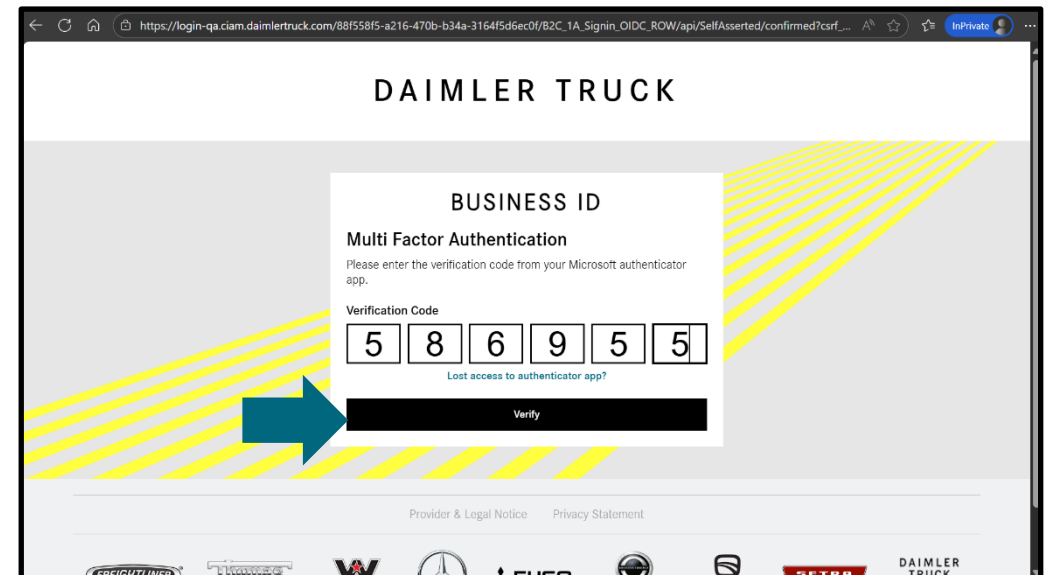 https://login-qa.ciam.daimlertruck.com/88f558f5-a216-470b-b34a-3164f5d6ec0f/B2C_1A_Signin_OIDC_ROW/api/SelfAsserted/confirmed?csrf_...
InPrivate
DAIMLER TRUCK
BUSINESS ID
Multi Factor Authentication
Please enter the verification code from your Microsoft authenticator
app.
Verification Code
5 8 6 9 5 5
Lost access to authenticator app?
Verify
Provider & Legal Notice Privacy Statement
FREIGHTLINER
SETRA
DAIMLER
TRUCK